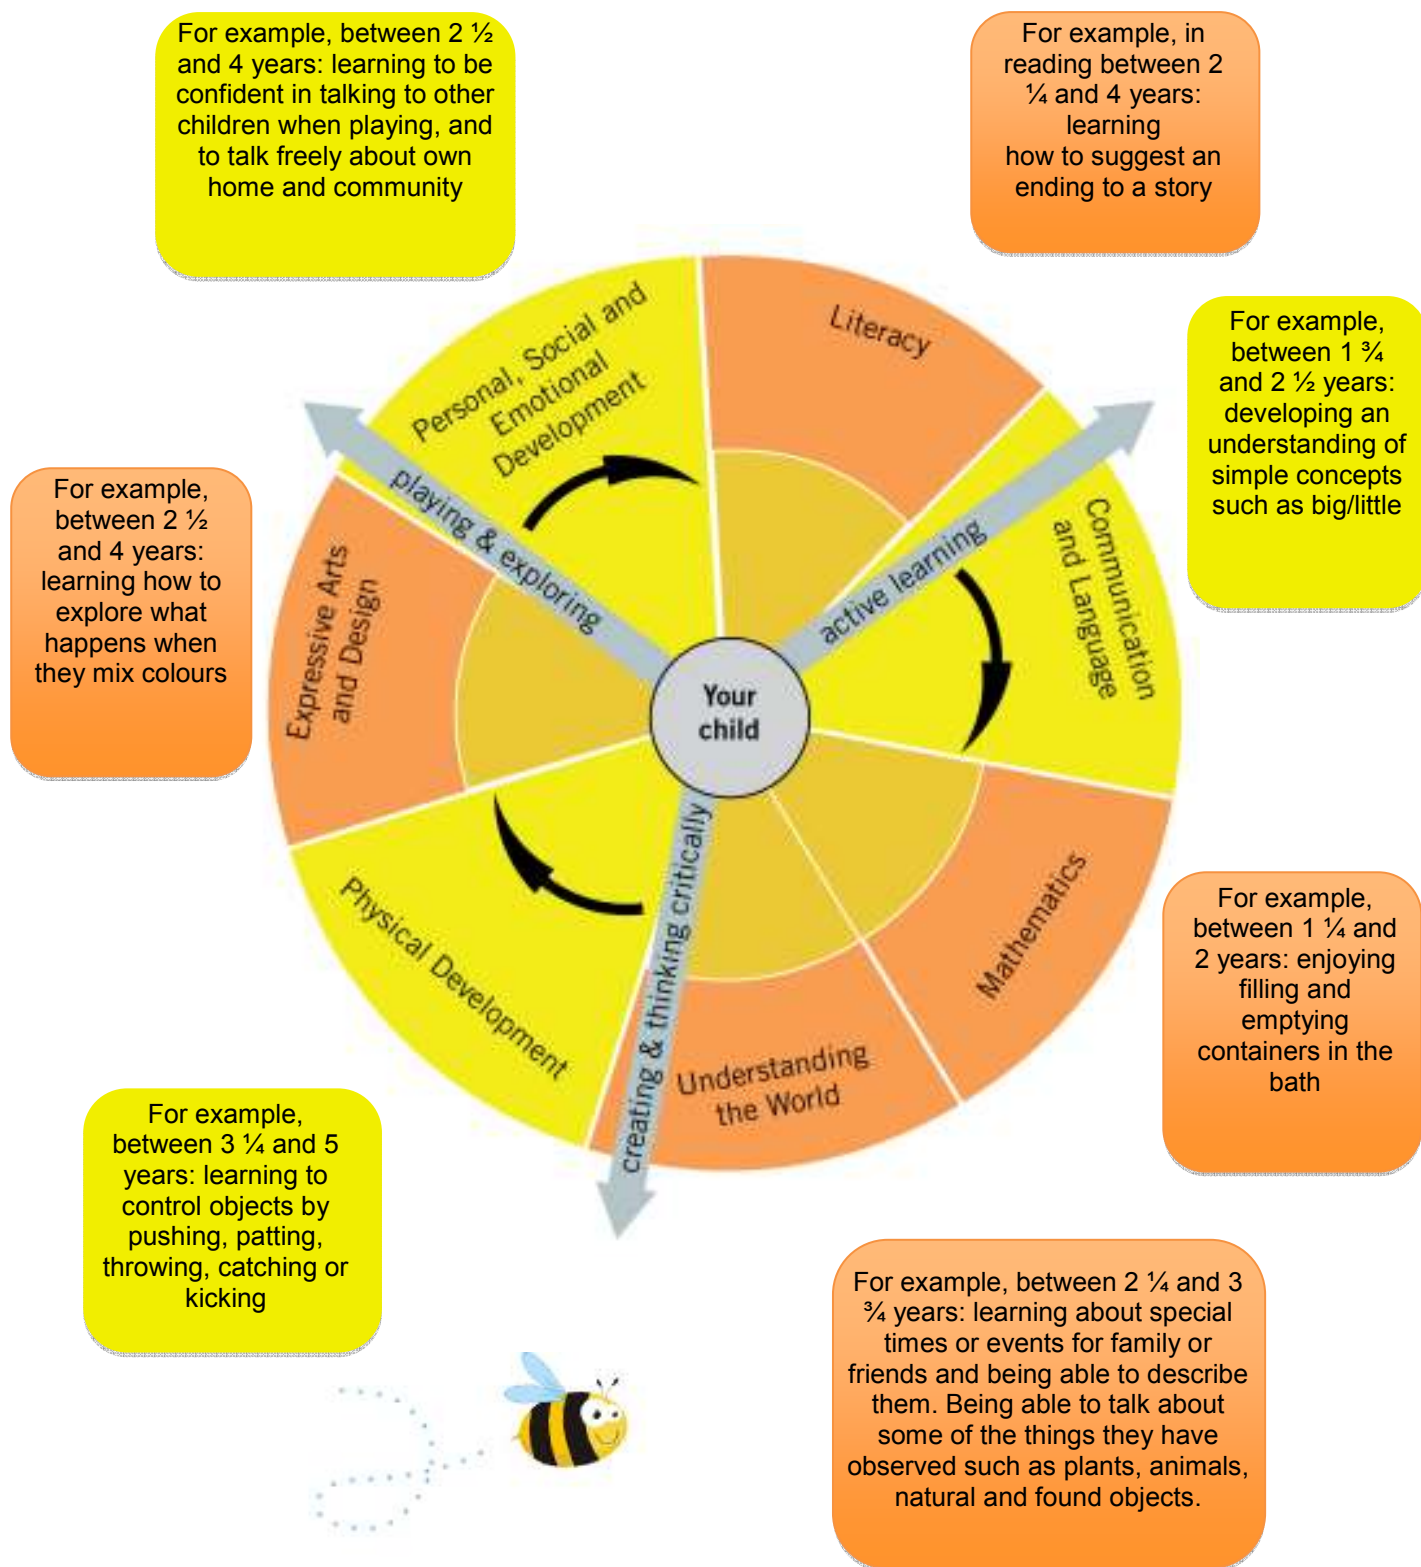 For example, between 2 ½
and 4 years: learning to be
confident in talking to other
children when playing, and
to talk freely about own
home and community
For example, in
reading between 2
¼ and 4 years:
learning
how to suggest an
ending to a story
For example,
between 1 ¾
and 2 ½ years:
developing an
understanding of
simple concepts
such as big/little
For example,
between 2 ½
and 4 years:
learning how to
explore what
happens when
they mix colours
Personal, Social and
Emotional
Development
Literacy
Communication
and Language
Expressive Arts
and Design
playing & exploring
active learning
Your
child
creating & thinking critically
Physical Development
Understanding
the World
Mathematics
For example,
between 1 ¼ and
2 years: enjoying
filling and
emptying
containers in the
bath
For example,
between 3 ¼ and 5
years: learning to
control objects by
pushing, patting,
throwing, catching or
kicking
For example, between 2 ¼ and 3
¾ years: learning about special
times or events for family or
friends and being able to describe
them. Being able to talk about
some of the things they have
observed such as plants, animals,
natural and found objects.